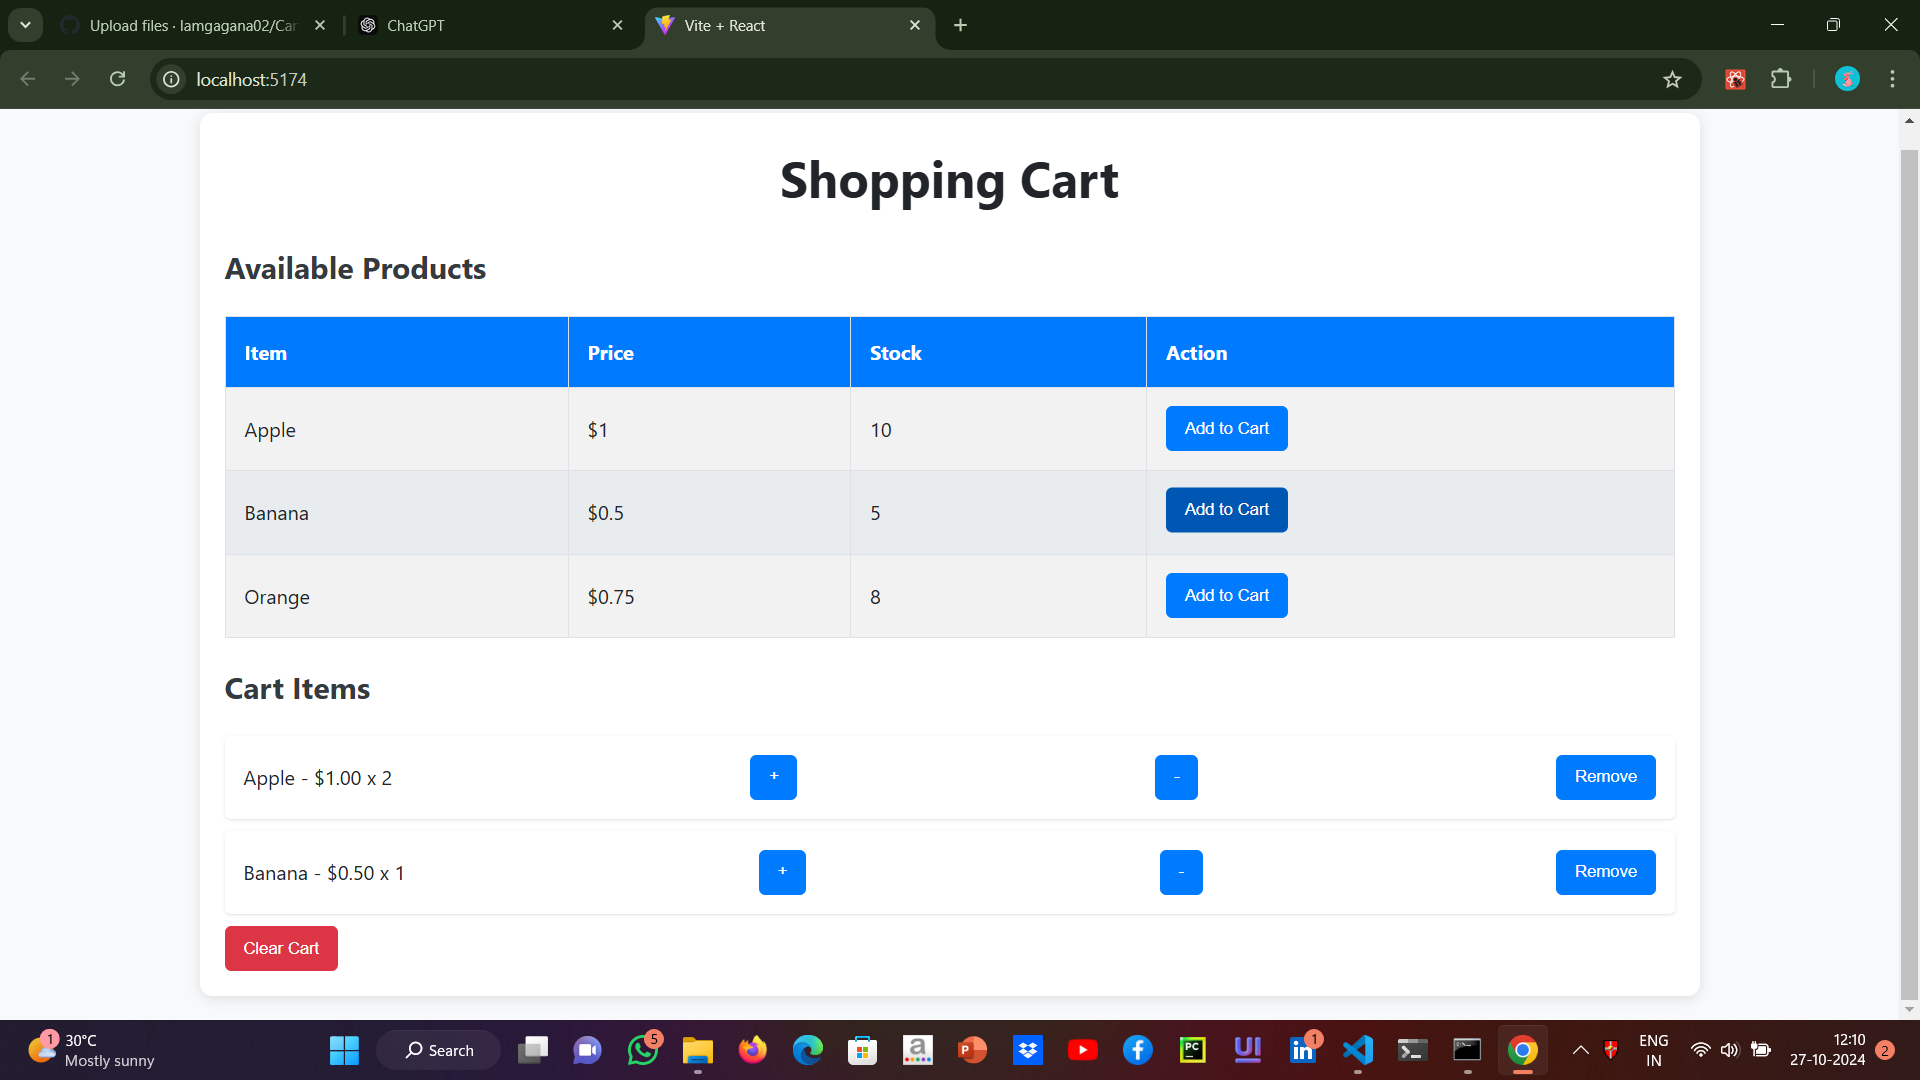 Upload files · lamgagana02/Car
ChatGPT
Vite + React
localhost:5174
Shopping Cart
Available Products
Item Price Stock Action
Apple $1 10 Add to Cart
Banana $0.5 5 Add to Cart
Orange $0.75 8 Add to Cart
Cart Items
Apple - $1.00 x 2 + - Remove
Banana - $0.50 x 1 + - Remove
Clear Cart
1
30°C
Mostly sunny
Search
5
a
P
PC
UI
in
1
ENG
IN
12:10
27-10-2024
2